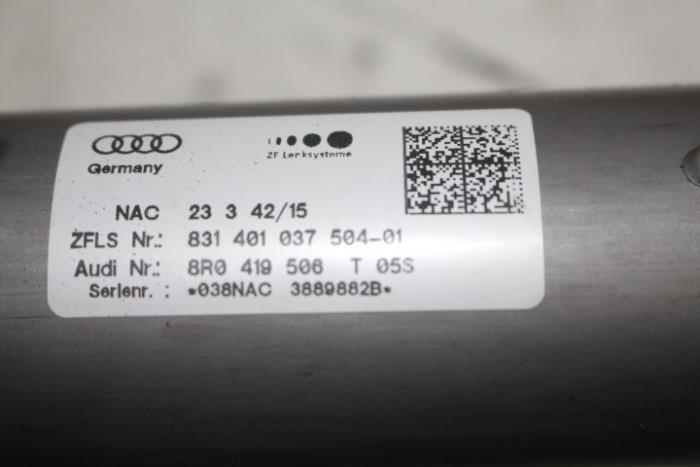 Germany
ZF Lenksysteme
NAC 23 3 42/15
ZFLS Nr.: 831 401 037 504-01
Audi Nr.: 8R0 419 506 T 05S
Serienr. : *038NAC 3889882B*